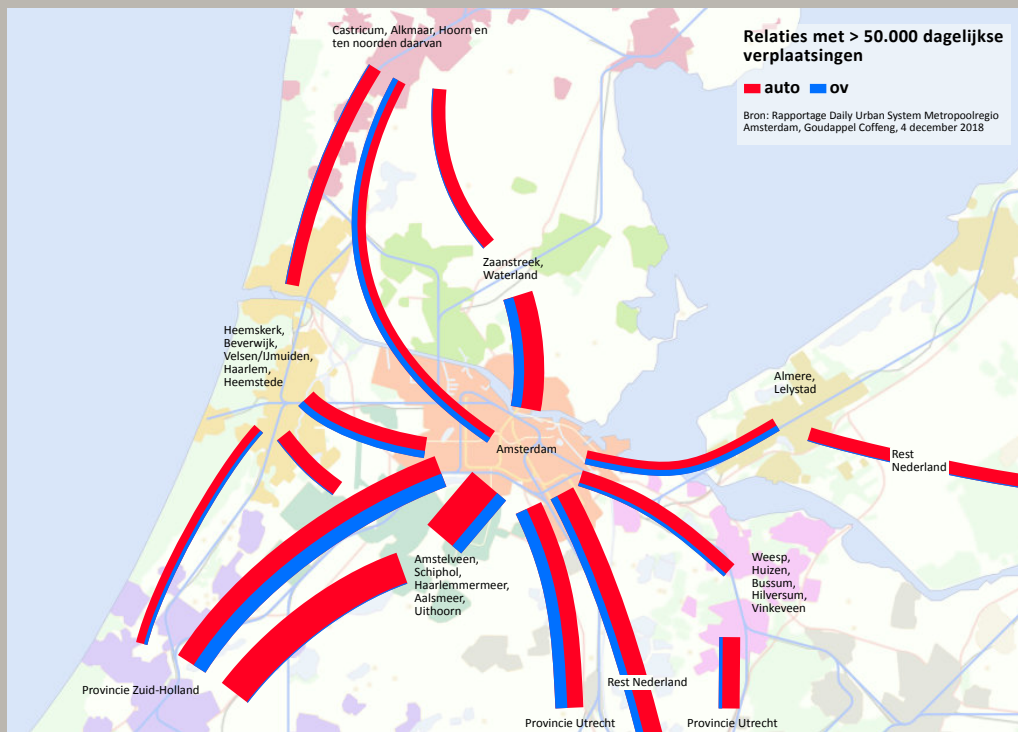 Castricum, Alkmaar, Hoorn en
ten noorden daarvan
Relaties met > 50.000 dagelijkse
verplaatsingen
auto ov
Bron: Rapportage Daily Urban System Metropoolregio
Amsterdam, Goudappel Coffeng, 4 december 2018
Zaanstreek,
Waterland
Heemskerk,
Beverwijk,
Velsen/IJmuiden,
Haarlem,
Heemstede
Almere,
Lelystad
Amsterdam
Rest
Nederland
Amstelveen,
Schiphol,
Haarlemmermeer,
Aalsmeer,
Uithoorn
Weesp,
Huizen,
Bussum,
Hilversum,
Vinkeveen
Provincie Zuid-Holland
Rest Nederland
Provincie Utrecht
Provincie Utrecht